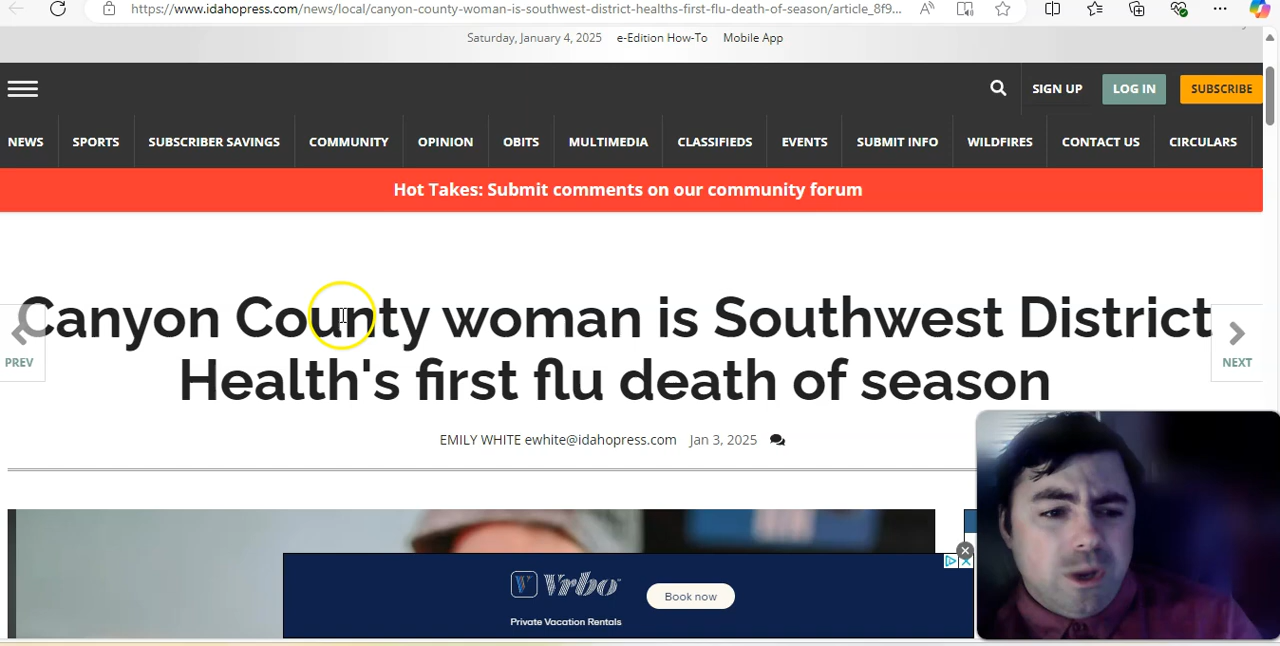 https://www.idahopress.com/news/local/canyon-county-woman-is-southwest-district-healths-first-flu-death-of-season/article_8f9...
Saturday, January 4, 2025 e-Edition How-To Mobile App
SIGN UP LOG IN SUBSCRIBE
NEWS SPORTS SUBSCRIBER SAVINGS COMMUNITY OPINION OBITS MULTIMEDIA CLASSIFIEDS EVENTS SUBMIT INFO WILDFIRES CONTACT US CIRCULARS
Hot Takes: Submit comments on our community forum
Canyon County woman is Southwest District
Health's first flu death of season
PREV
NEXT
EMILY WHITE ewhite@idahopress.com Jan 3, 2025
Vrbo
Book now
Private Vacation Rentals